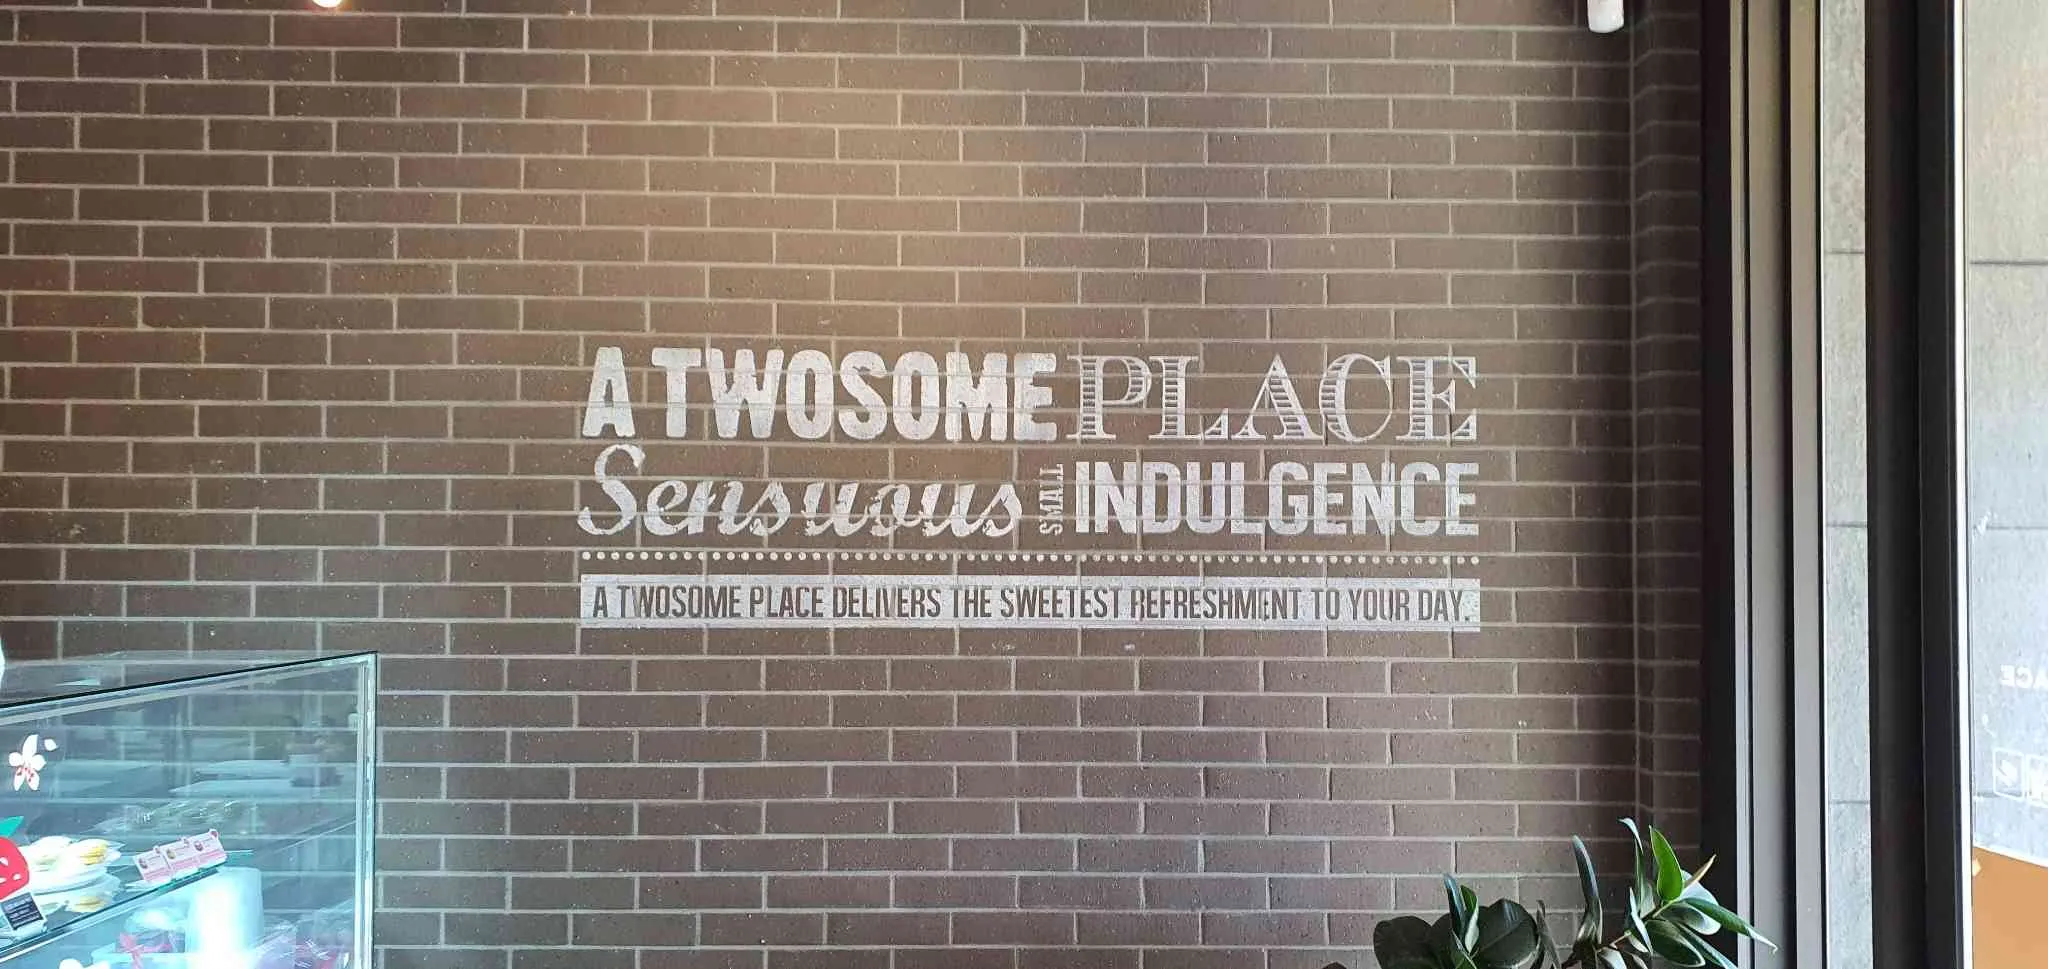 A TWOSOME PLACE
Sensuous SMALL INDULGENCE
A TWOSOME PLACE DELIVERS THE SWEETEST REFRESHMENT TO YOUR DAY.